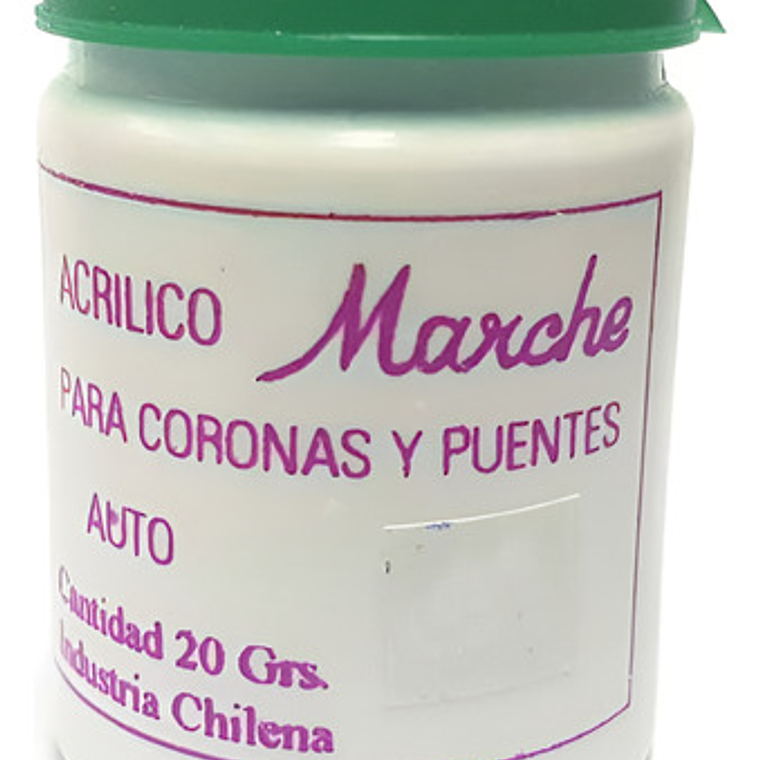 ACRILICO Marche
PARA CORONAS Y PUENTES
AUTO
Cantidad 20 Grs.
Industria Chilena